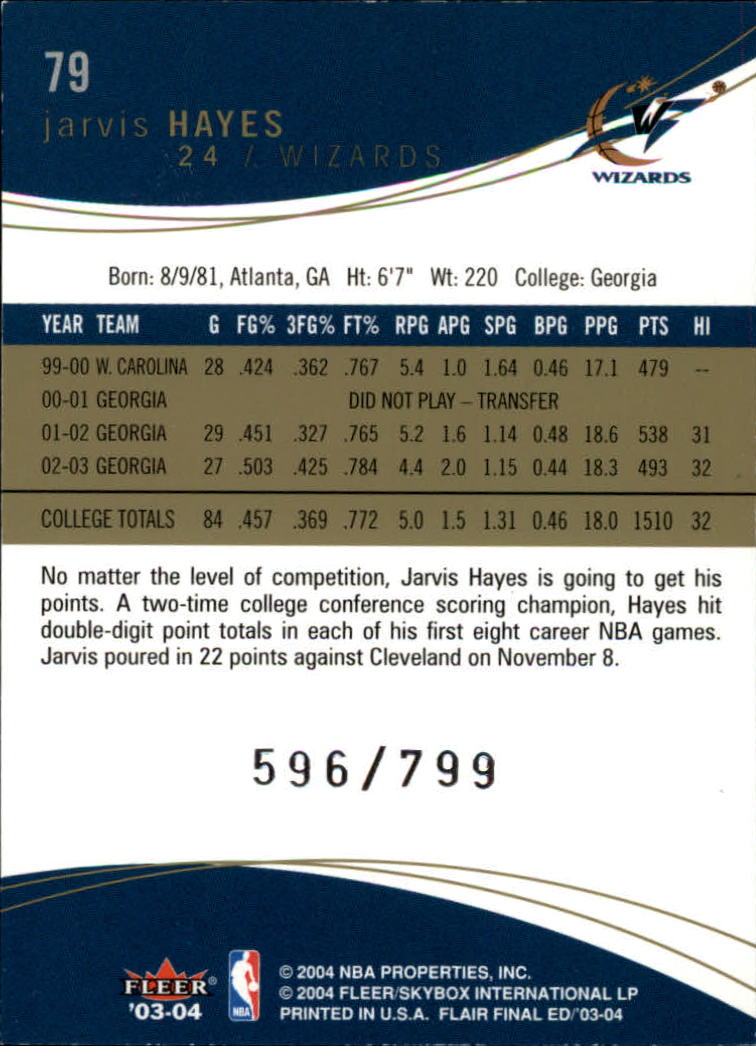 79
jarvis HAYES
24 / WIZARDS
W
WIZARDS
Born: 8/9/81, Atlanta, GA Ht: 6'7" Wt: 220 College: Georgia
YEAR TEAM G FG% 3FG% FT% RPG APG SPG BPG PPG PTS HI
99-00 W. CAROLINA 28 .424 .362 .767 5.4 1.0 1.64 0.46 17.1 479 --
00-01 GEORGIA DID NOT PLAY – TRANSFER
01-02 GEORGIA 29 .451 .327 .765 5.2 1.6 1.14 0.48 18.6 538 31
02-03 GEORGIA 27 .503 .425 .784 4.4 2.0 1.15 0.44 18.3 493 32
COLLEGE TOTALS 84 .457 .369 .772 5.0 1.5 1.31 0.46 18.0 1510 32
No matter the level of competition, Jarvis Hayes is going to get his
points. A two-time college conference scoring champion, Hayes hit
double-digit point totals in each of his first eight career NBA games.
Jarvis poured in 22 points against Cleveland on November 8.
596/799
FLEER®
'03-04
NBA
© 2004 NBA PROPERTIES, INC.
© 2004 FLEER/SKYBOX INTERNATIONAL LP
PRINTED IN U.S.A. FLAIR FINAL ED/'03-04